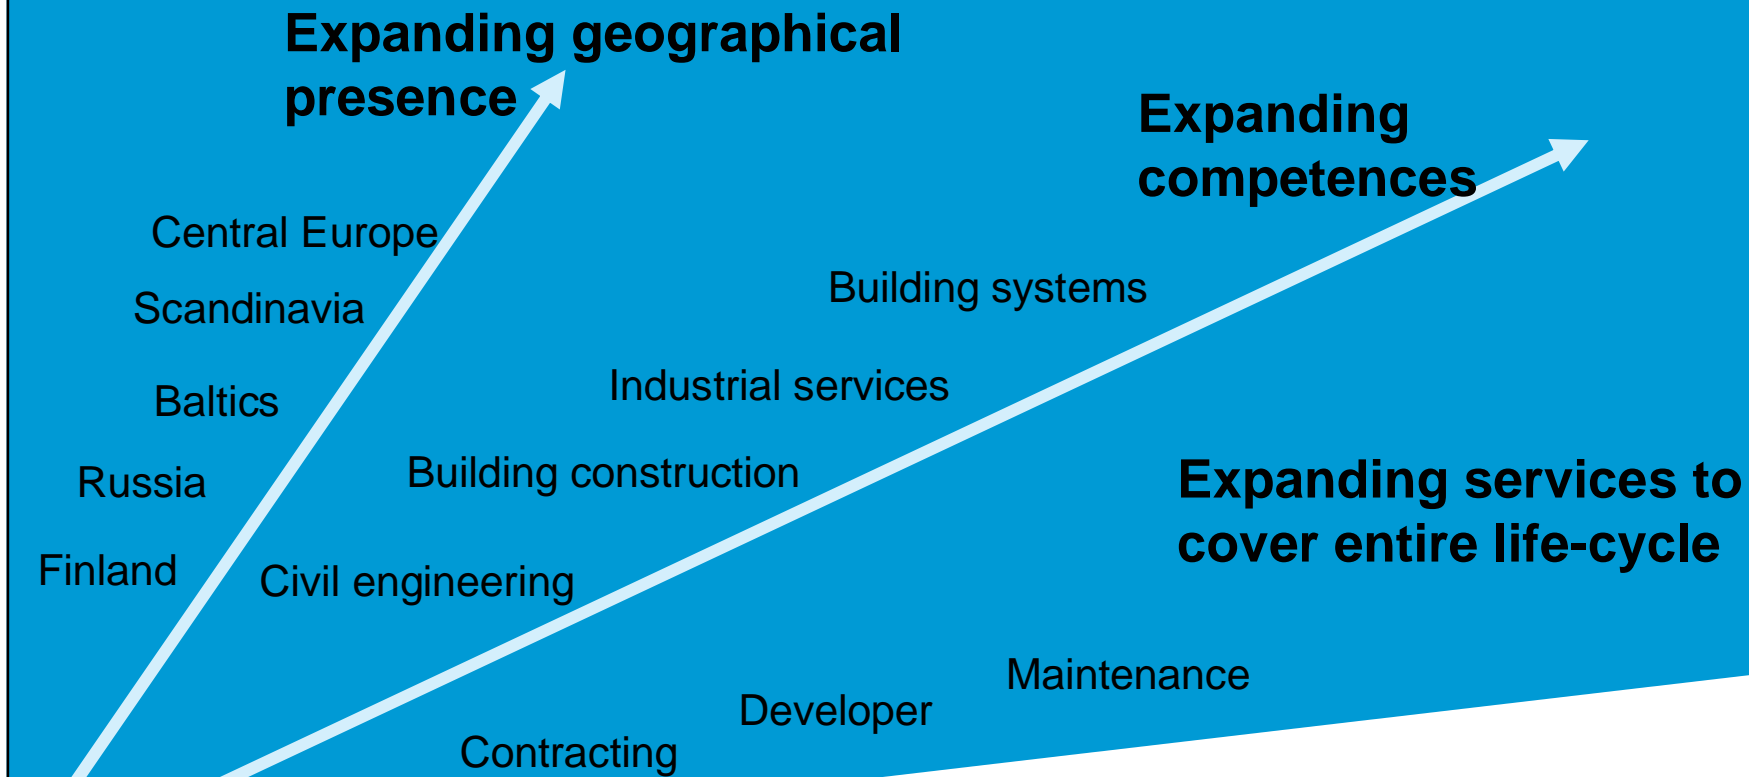 Expanding geographical
presence
Expanding
competences
Central Europe
Scandinavia
Baltics
Russia
Finland
Building systems
Industrial services
Building construction
Civil engineering
Expanding services to
cover entire life-cycle
Maintenance
Developer
Contracting